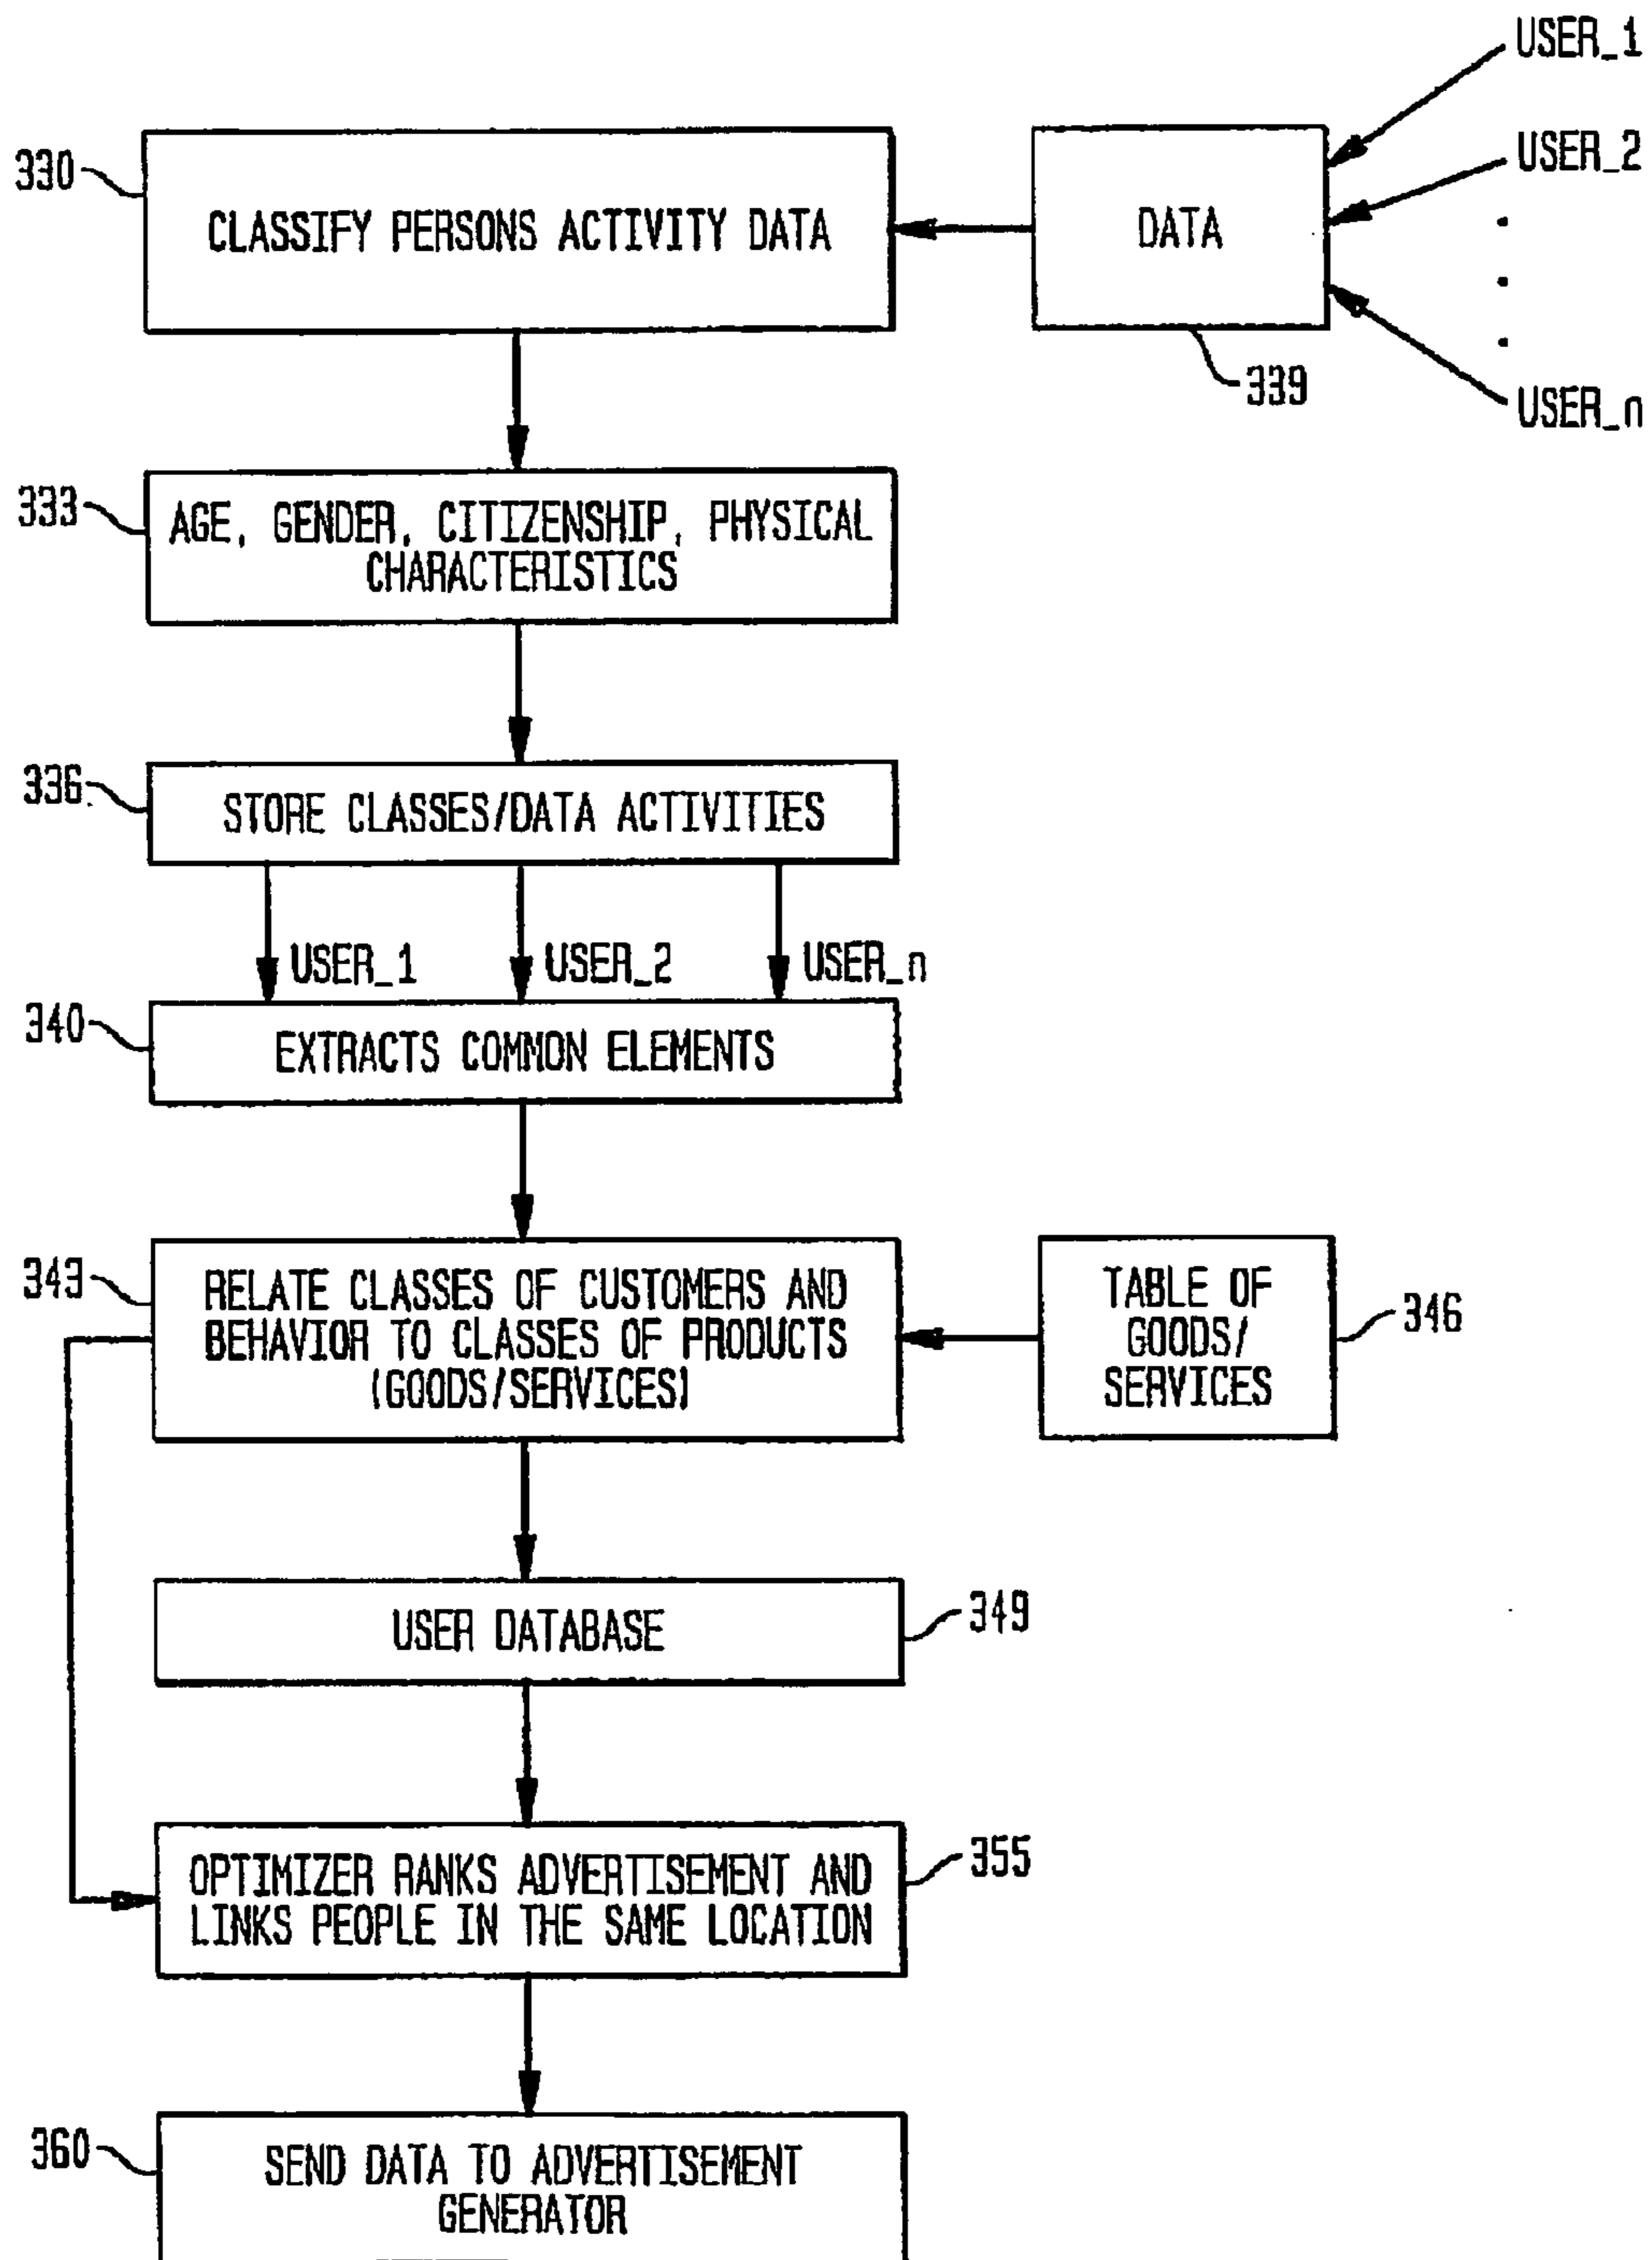 USER_1
330
CLASSIFY PERSONS ACTIVITY DATA
DATA
USER_2
339
USER_n
333
AGE, GENDER, CITIZENSHIP, PHYSICAL
CHARACTERISTICS
336
STORE CLASSES/DATA ACTIVITIES
USER_1 USER_2 USER_n
340
EXTRACTS COMMON ELEMENTS
343
RELATE CLASSES OF CUSTOMERS AND
BEHAVIOR TO CLASSES OF PRODUCTS
(GOODS/SERVICES)
TABLE OF
GOODS/
SERVICES
346
USER DATABASE
349
OPTIMIZER RANKS ADVERTISEMENT AND
LINKS PEOPLE IN THE SAME LOCATION
355
360
SEND DATA TO ADVERTISEMENT
GENERATOR